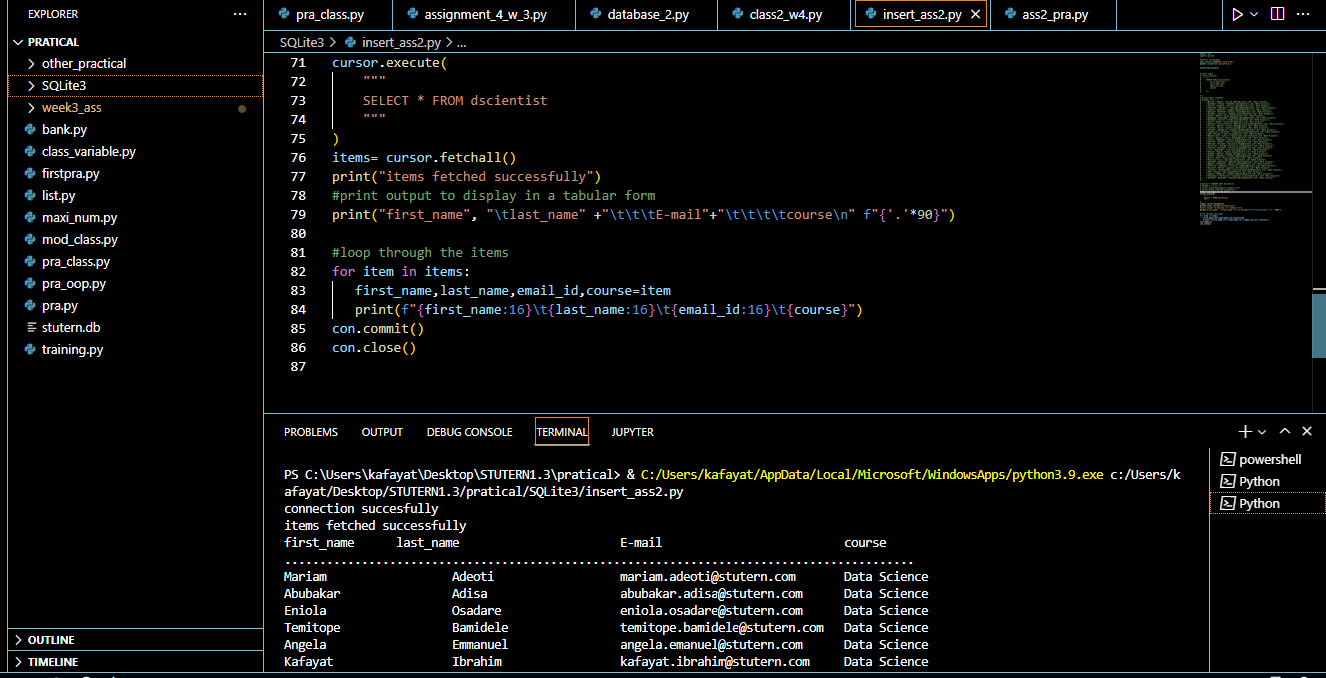 EXPLORER
PRATICAL
other_practical
SQLite3
week3_ass
bank.py
class_variable.py
firstpra.py
list.py
maxi_num.py
mod_class.py
pra_class.py
pra_oop.py
pra.py
stutern.db
training.py
OUTLINE
TIMELINE
pra_class.py assignment_4_w_3.py database_2.py class2_w4.py insert_ass2.py ass2_pra.py
SQLite3 > insert_ass2.py > ...
71 cursor.execute(
72 """
73 SELECT * FROM dscientist
74 """
75 )
76 items= cursor.fetchall()
77 print("items fetched successfully")
78 #print output to display in a tabular form
79 print("first_name", "\tlast_name" +"\t\t\tE-mail"+"\t\t\t\tcourse\n" f"{'.'*90}")
80
81 #loop through the items
82 for item in items:
83 first_name,last_name,email_id,course=item
84 print(f"{first_name:16}\t{last_name:16}\t{email_id:16}\t{course}")
85 con.commit()
86 con.close()
87
PROBLEMS OUTPUT DEBUG CONSOLE TERMINAL JUPYTER
PS C:\Users\kafayat\Desktop\STUTERN1.3\pratical> & C:/Users/kafayat/AppData/Local/Microsoft/WindowsApps/python3.9.exe c:/Users/k
afayat/Desktop/STUTERN1.3/pratical/SQLite3/insert_ass2.py
connection succesfully
items fetched successfully
first_name last_name E-mail course
..........................................................................................
Mariam Adeoti mariam.adeoti@stutern.com Data Science
Abubakar Adisa abubakar.adisa@stutern.com Data Science
Eniola Osadare eniola.osadare@stutern.com Data Science
Temitope Bamidele temitope.bamidele@stutern.com Data Science
Angela Emmanuel angela.emanuel@stutern.com Data Science
Kafayat Ibrahim kafayat.ibrahim@stutern.com Data Science
powershell
Python
Python